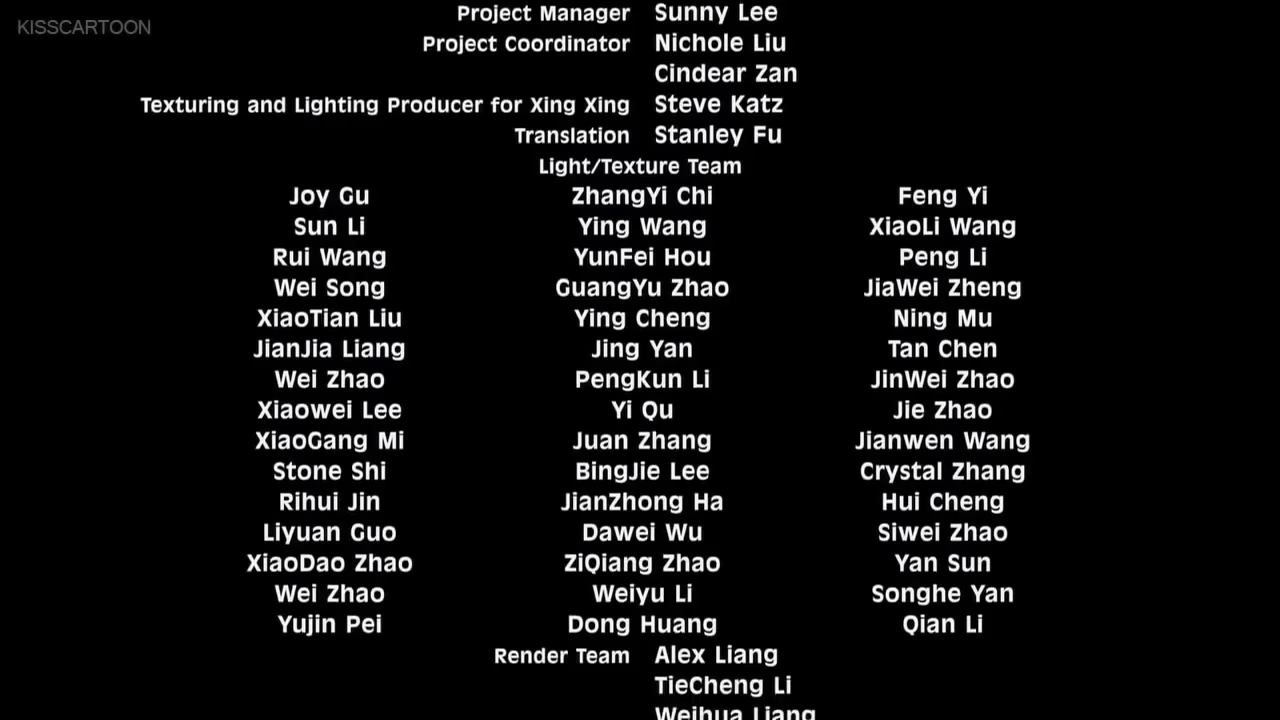 KISSCARTOON
Project Manager Sunny Lee
Project Coordinator Nichole Liu
Cindear Zan
Texturing and Lighting Producer for Xing Xing Steve Katz
Translation Stanley Fu
Light/Texture Team
Joy Gu ZhangYi Chi Feng Yi
Sun Li Ying Wang XiaoLi Wang
Rui Wang YunFei Hou Peng Li
Wei Song GuangYu Zhao JiaWei Zheng
XiaoTian Liu Ying Cheng Ning Mu
JianJia Liang Jing Yan Tan Chen
Wei Zhao PengKun Li JinWei Zhao
Xiaowei Lee Yi Qu Jie Zhao
XiaoGang Mi Juan Zhang Jianwen Wang
Stone Shi BingJie Lee Crystal Zhang
Rihui Jin JianZhong Ha Hui Cheng
Liyuan Guo Dawei Wu Siwei Zhao
XiaoDao Zhao ZiQiang Zhao Yan Sun
Wei Zhao Weiyu Li Songhe Yan
Yujin Pei Dong Huang Qian Li
Render Team Alex Liang
TieCheng Li
Weihua Liang